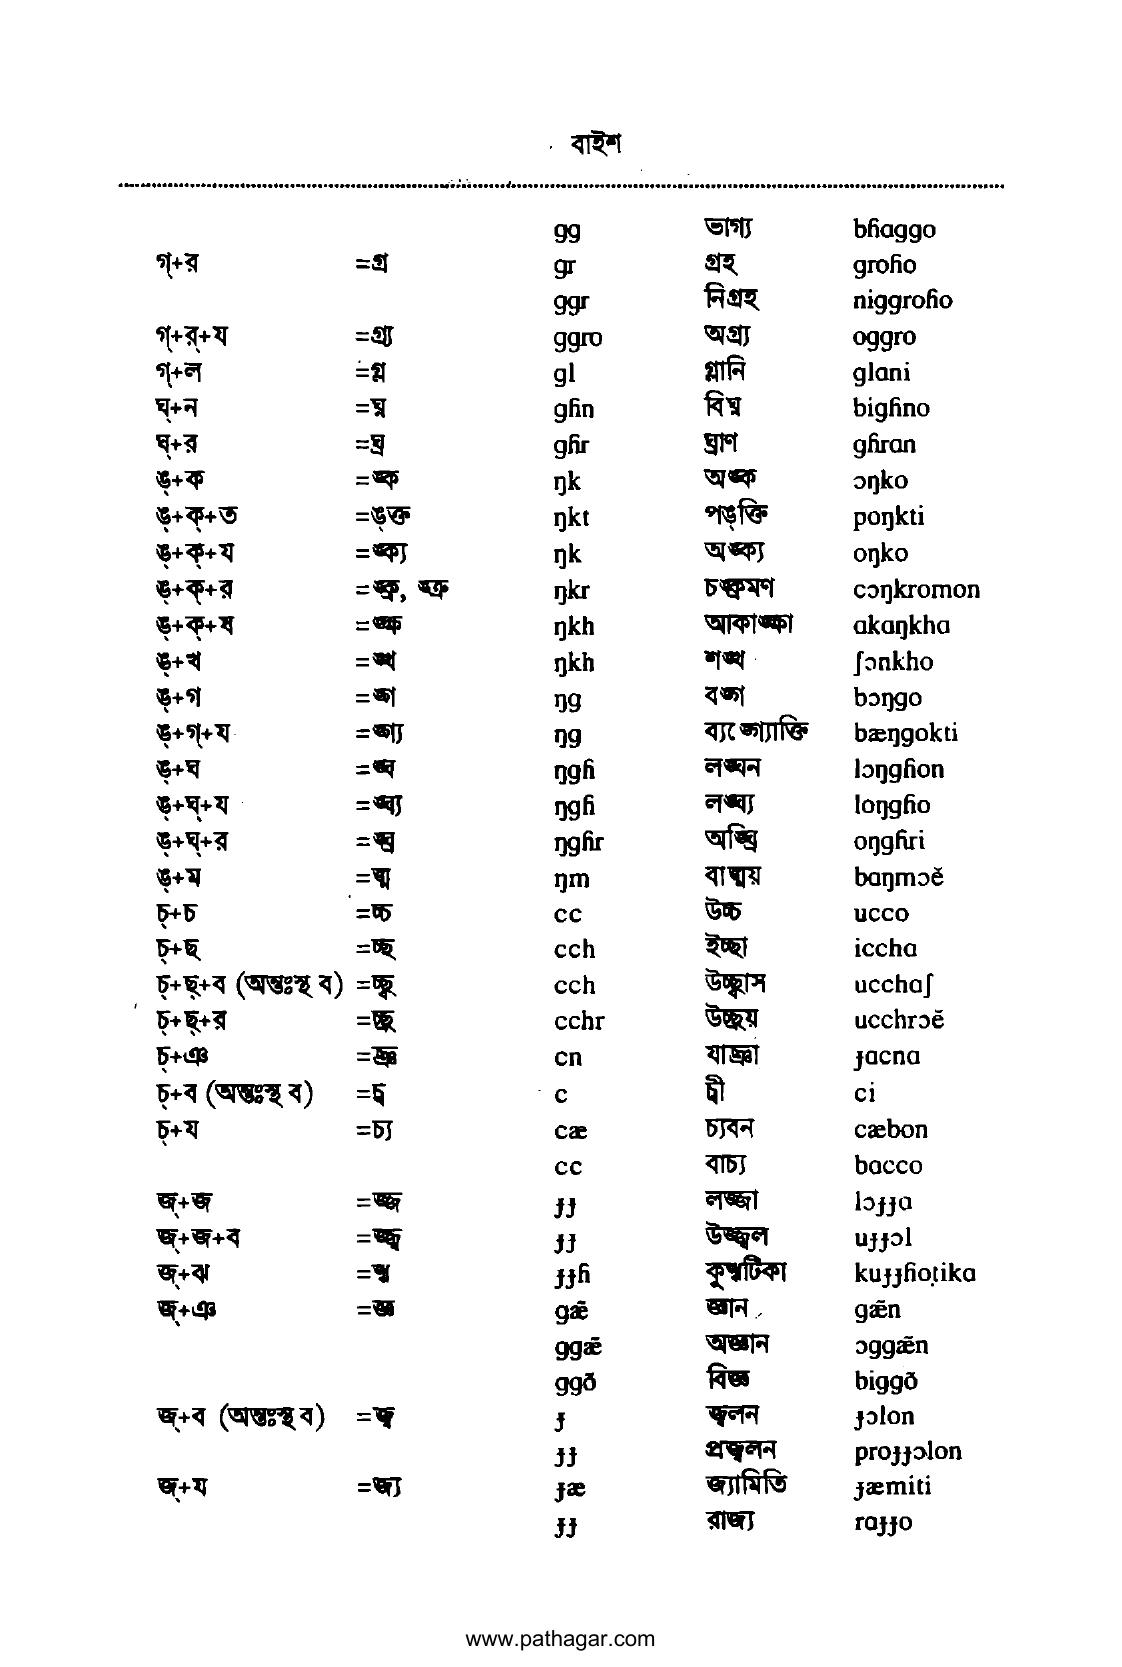 বাইশ
gg ভাগ্য bɦaggo
গ্+র =গ্র gr গ্রহ groɦo
ggr নিগ্রহ niggroɦo
গ্+র্+য =গ্র্য ggro অগ্র্য oggro
গ্+ল =গ্ল gl গ্লানি glani
ঘ্+ন =ঘ্ন gɦn বিঘ্ন bigɦno
ঘ্+র =ঘ্র gɦr ঘ্রাণ gɦran
ঙ্+ক =ঙ্ক ŋk অঙ্ক ɔŋko
ঙ্+ক্+ত =ঙ্‌ক্ত ŋkt পঙ্‌ক্তি poŋkti
ঙ্+ক্+য =ঙ্ক্য ŋk অঙ্ক্য oŋko
ঙ্+ক্+র =ঙ্ক্র, ঙ্ক্র ŋkr চঙ্ক্রমণ cɔŋkromon
ঙ্+ক্+ষ =ঙ্ক্ষ ŋkh আকাঙ্ক্ষা akaŋkha
ঙ্+খ =ঙ্খ ŋkh শঙ্খ ʃɔnkho
ঙ্+গ =ঙ্গ ŋg বঙ্গ bɔŋgo
ঙ্+গ্+য =ঙ্গ্য ŋg ব্যঙ্গ্যোক্তি bæŋgokti
ঙ্+ঘ =ঙ্ঘ ŋgɦ লঙ্ঘন lɔŋgɦon
ঙ্+ঘ্+য =ঙ্ঘ্য ŋgɦ লঙ্ঘ্য loŋgɦo
ঙ্+ঘ্+র =ঙ্ঘ্র ŋgɦr অঙ্ঘ্রি oŋgɦri
ঙ্+ম =ঙ্ম ŋm বাঙ্ময় baŋmɔĕ
চ্+চ =চ্চ cc উচ্চ ucco
চ্+ছ =চ্ছ cch ইচ্ছা iccha
চ্+ছ্+ব (অন্তঃস্থ ব) =চ্ছ্ব cch উচ্ছ্বাস ucchaʃ
চ্+ছ্+র =চ্ছ্র cchr উচ্ছ্রয় ucchrɔĕ
চ্+ঞ =চ্ঞ cn যাচ্ঞা ɟacna
চ্+ব (অন্তঃস্থ ব) =চ্ব c চ্বী ci
চ্+য =চ্য cæ চ্যবন cæbon
cc বাচ্য bacco
জ্+জ =জ্জ ɟɟ লজ্জা lɔɟɟa
জ্+জ+ব =জ্জ্ব ɟɟ উজ্জ্বল uɟɟɔl
জ্+ঝ =জ্ঝ ɟɟɦ কুজ্ঝটিকা kuɟɟɦoṭika
জ্+ঞ =জ্ঞ gæ̃ জ্ঞান gæ̃n
ggæ̃ অজ্ঞান ɔggæ̃n
ggõ বিজ্ঞ biggõ
জ্+ব (অন্তঃস্থ ব) =জ্ব ɟ জ্বলন ɟɔlon
ɟɟ প্রজ্বলন proɟɟɔlon
জ্+য =জ্য ɟæ জ্যামিতি ɟæmiti
ɟɟ রাজ্য raɟɟo
www.pathagar.com